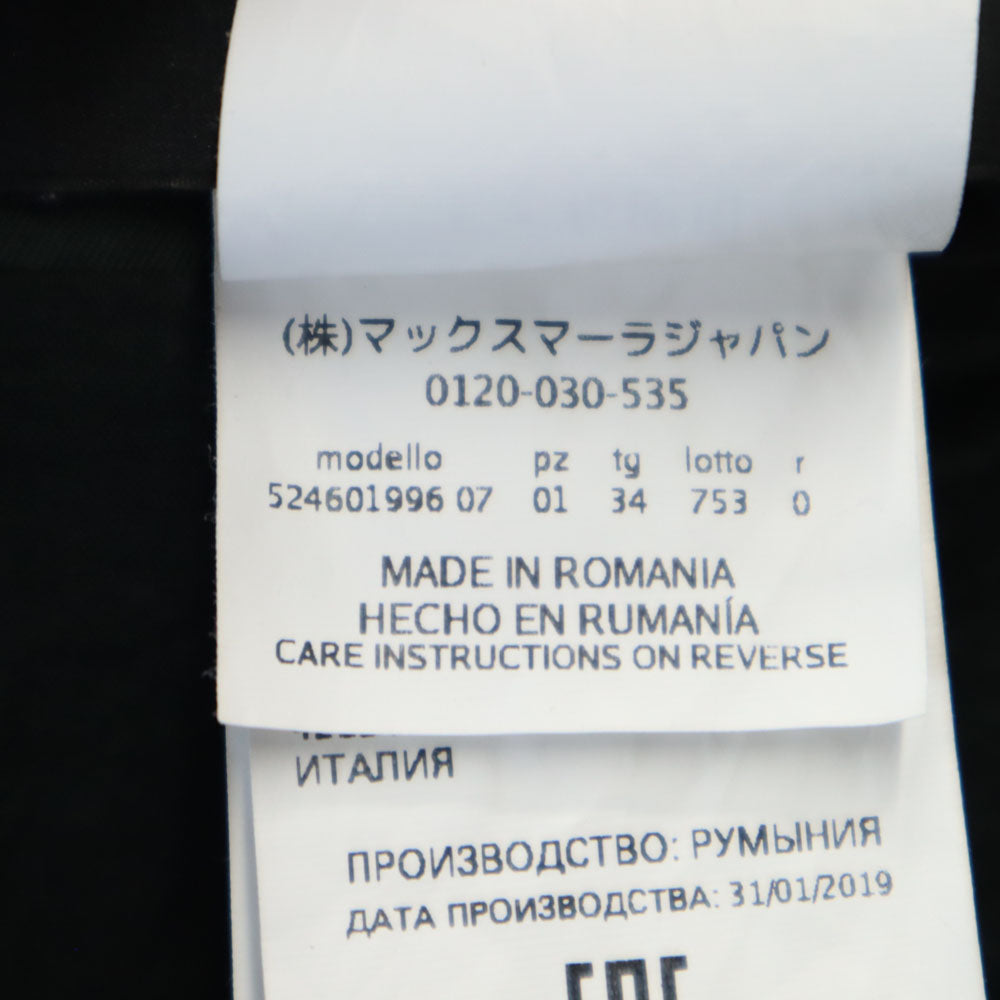 (株)マックスマーラジャパン
0120-030-535
modello pz tg lotto r
524601996 07 01 34 753 0
MADE IN ROMANIA
HECHO EN RUMANÍA
CARE INSTRUCTIONS ON REVERSE
ИТАЛИЯ
ПРОИЗВОДСТВО: РУМЫНИЯ
ДАТА ПРОИЗВОДСТВА: 31/01/2019